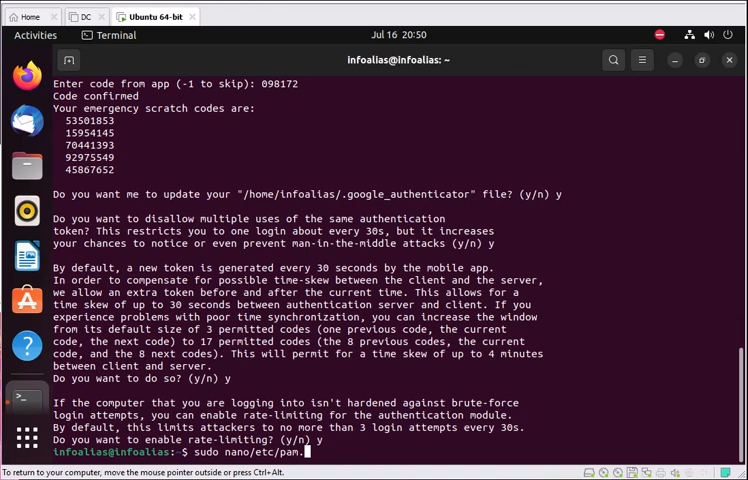 Home
DC
Ubuntu 64-bit
Activities
Terminal
Jul 16 20:50
infoalias@infoalias: ~
Enter code from app (-1 to skip): 098172
Code confirmed
Your emergency scratch codes are:
53501853
15954145
70441393
92975549
45867652
Do you want me to update your "/home/infoalias/.google_authenticator" file? (y/n) y
Do you want to disallow multiple uses of the same authentication
token? This restricts you to one login about every 30s, but it increases
your chances to notice or even prevent man-in-the-middle attacks (y/n) y
By default, a new token is generated every 30 seconds by the mobile app.
In order to compensate for possible time-skew between the client and the server,
we allow an extra token before and after the current time. This allows for a
time skew of up to 30 seconds between authentication server and client. If you
experience problems with poor time synchronization, you can increase the window
from its default size of 3 permitted codes (one previous code, the current
code, the next code) to 17 permitted codes (the 8 previous codes, the current
code, and the 8 next codes). This will permit for a time skew of up to 4 minutes
between client and server.
Do you want to do so? (y/n) y
If the computer that you are logging into isn't hardened against brute-force
login attempts, you can enable rate-limiting for the authentication module.
By default, this limits attackers to no more than 3 login attempts every 30s.
Do you want to enable rate-limiting? (y/n) y
infoalias@infoalias:~$ sudo nano/etc/pam.
To return to your computer, move the mouse pointer outside or press Ctrl+Alt.